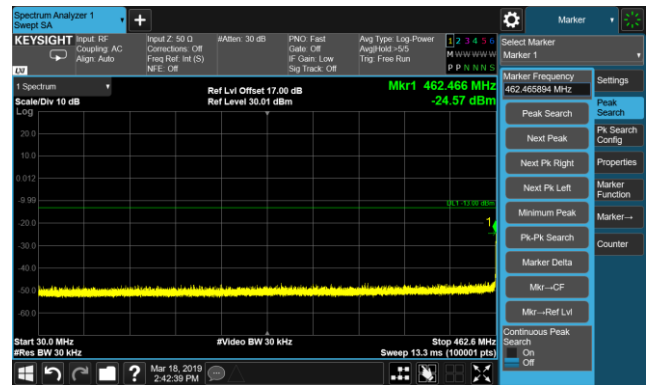 Spectrum Analyzer 1
Swept SA
Marker
KEYSIGHT
Input: RF
Coupling: AC
Align: Auto
Input Z: 50 Ω
Corrections: Off
Freq Ref: Int (S)
NFE: Off
#Atten: 30 dB
PNO: Fast
Gate: Off
IF Gain: Low
Sig Track: Off
Avg Type: Log-Power
Avg|Hold:>5/5
Trig: Free Run
1 2 3 4 5 6
M W W W W W
P P N N N S
LXI
Select Marker
Marker 1
1 Spectrum
Scale/Div 10 dB
Log
Ref Lvl Offset 17.00 dB
Ref Level 30.01 dBm
Mkr1 462.466 MHz
-24.57 dBm
20.0
10.0
0.012
-9.99
-20.0
-30.0
-40.0
-50.0
-60.0
DL1 -13.00 dBm
1
Start 30.0 MHz
#Res BW 30 kHz
#Video BW 30 kHz
Stop 462.6 MHz
Sweep 13.3 ms (100001 pts)
Marker Frequency
462.465894 MHz
Peak Search
Next Peak
Next Pk Right
Next Pk Left
Minimum Peak
Pk-Pk Search
Marker Delta
Mkr→CF
Mkr→Ref Lvl
Continuous Peak
Search
On
Off
Settings
Peak
Search
Pk Search
Config
Properties
Marker
Function
Marker→
Counter
?
Mar 18, 2019
2:42:39 PM